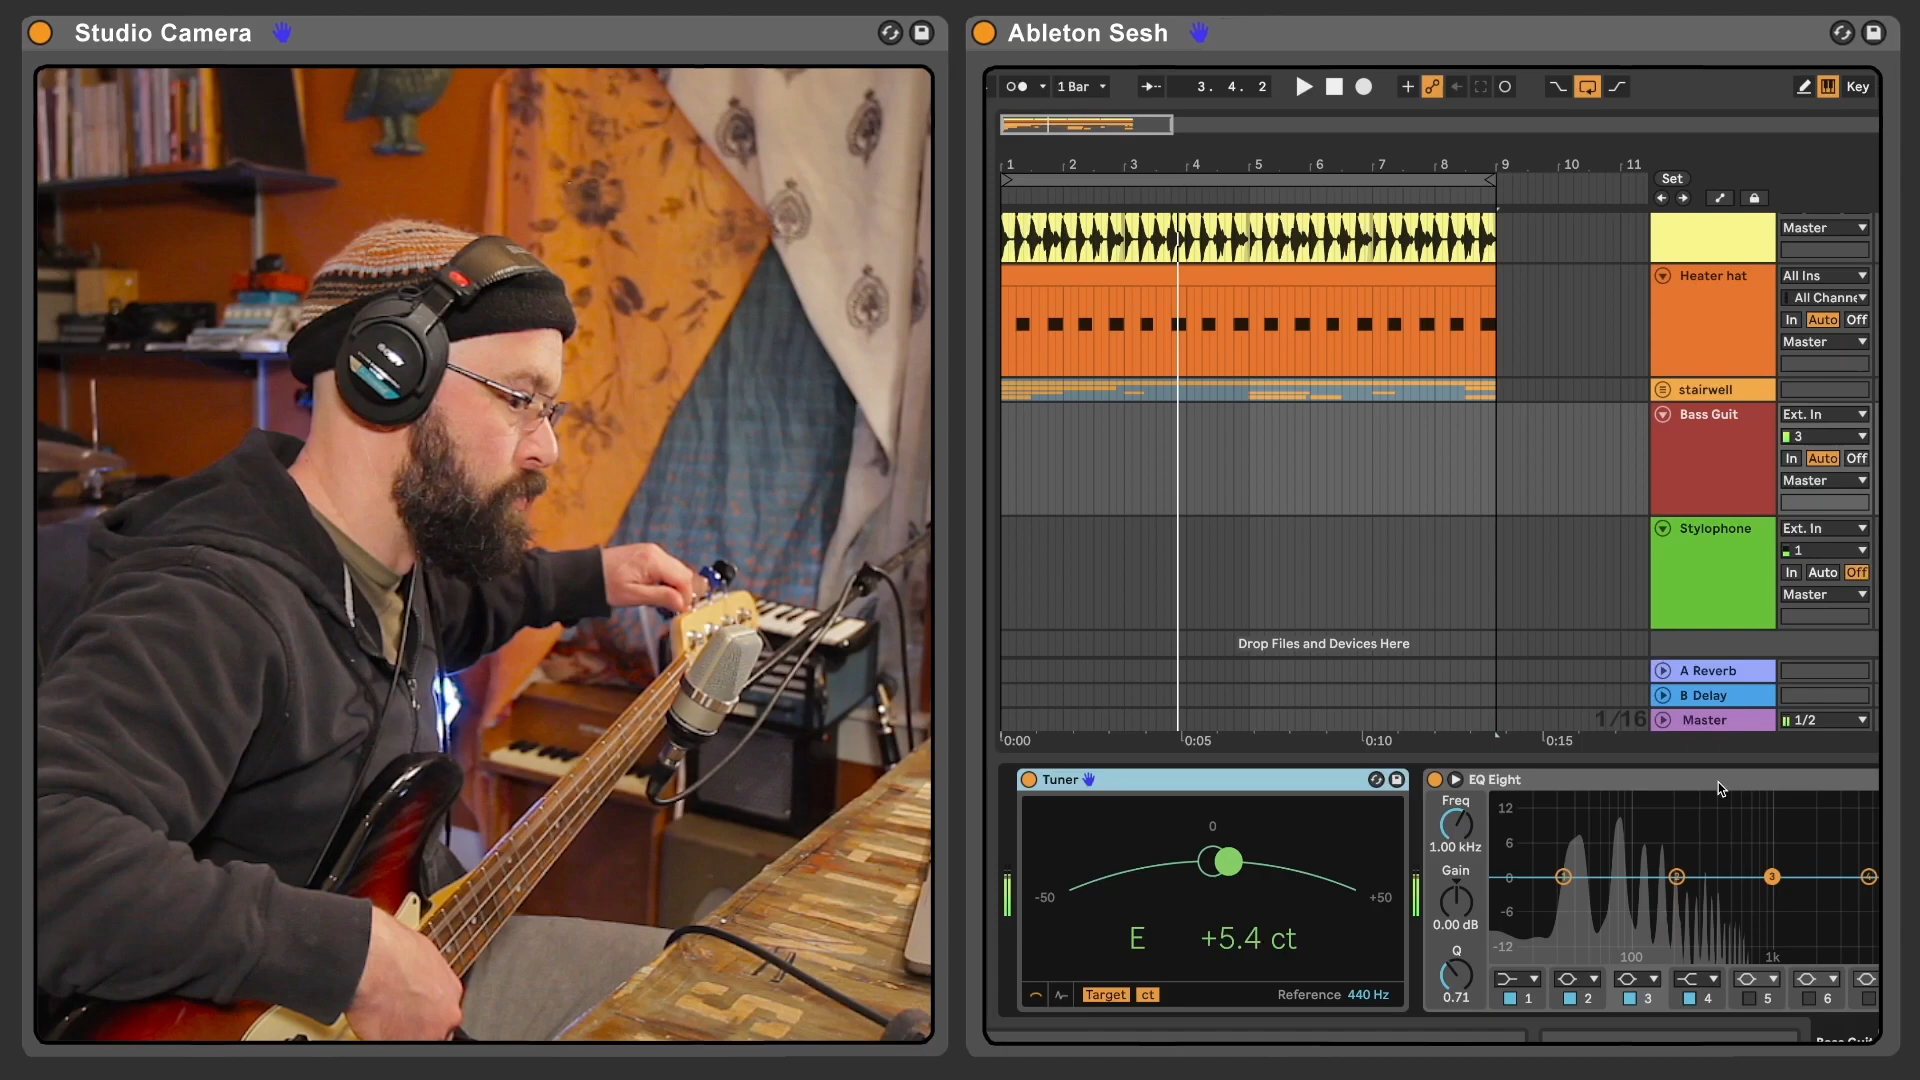 Studio Camera
Ableton Sesh
1 Bar
3. 4. 2
Key
1 2 3 4 5 6 7 8 9 10 11
Set
Master
Heater hat
All Ins
All Channe
In Auto Off
Master
stairwell
Bass Guit
Ext. In
3
In Auto Off
Master
Stylophone
Ext. In
1
In Auto Off
Master
Drop Files and Devices Here
A Reverb
B Delay
1/16
Master
1/2
0:00 0:05 0:10 0:15
Tuner
0
-50
+50
E +5.4 ct
Target ct
Reference 440 Hz
EQ Eight
Freq
1.00 kHz
Gain
0.00 dB
Q
0.71
12
6
0
-6
-12
100
1k
1 2 3 4
1 2 3 4 5 6
SONY